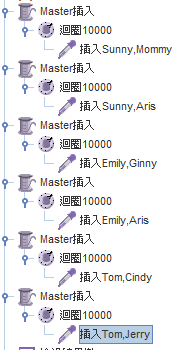 Master插入
迴圈10000
插入Sunny,Mommy
Master插入
迴圈10000
插入Sunny,Aris
Master插入
迴圈10000
插入Emily,Ginny
Master插入
迴圈10000
插入Emily,Aris
Master插入
迴圈10000
插入Tom,Cindy
Master插入
迴圈10000
插入Tom,Jerry